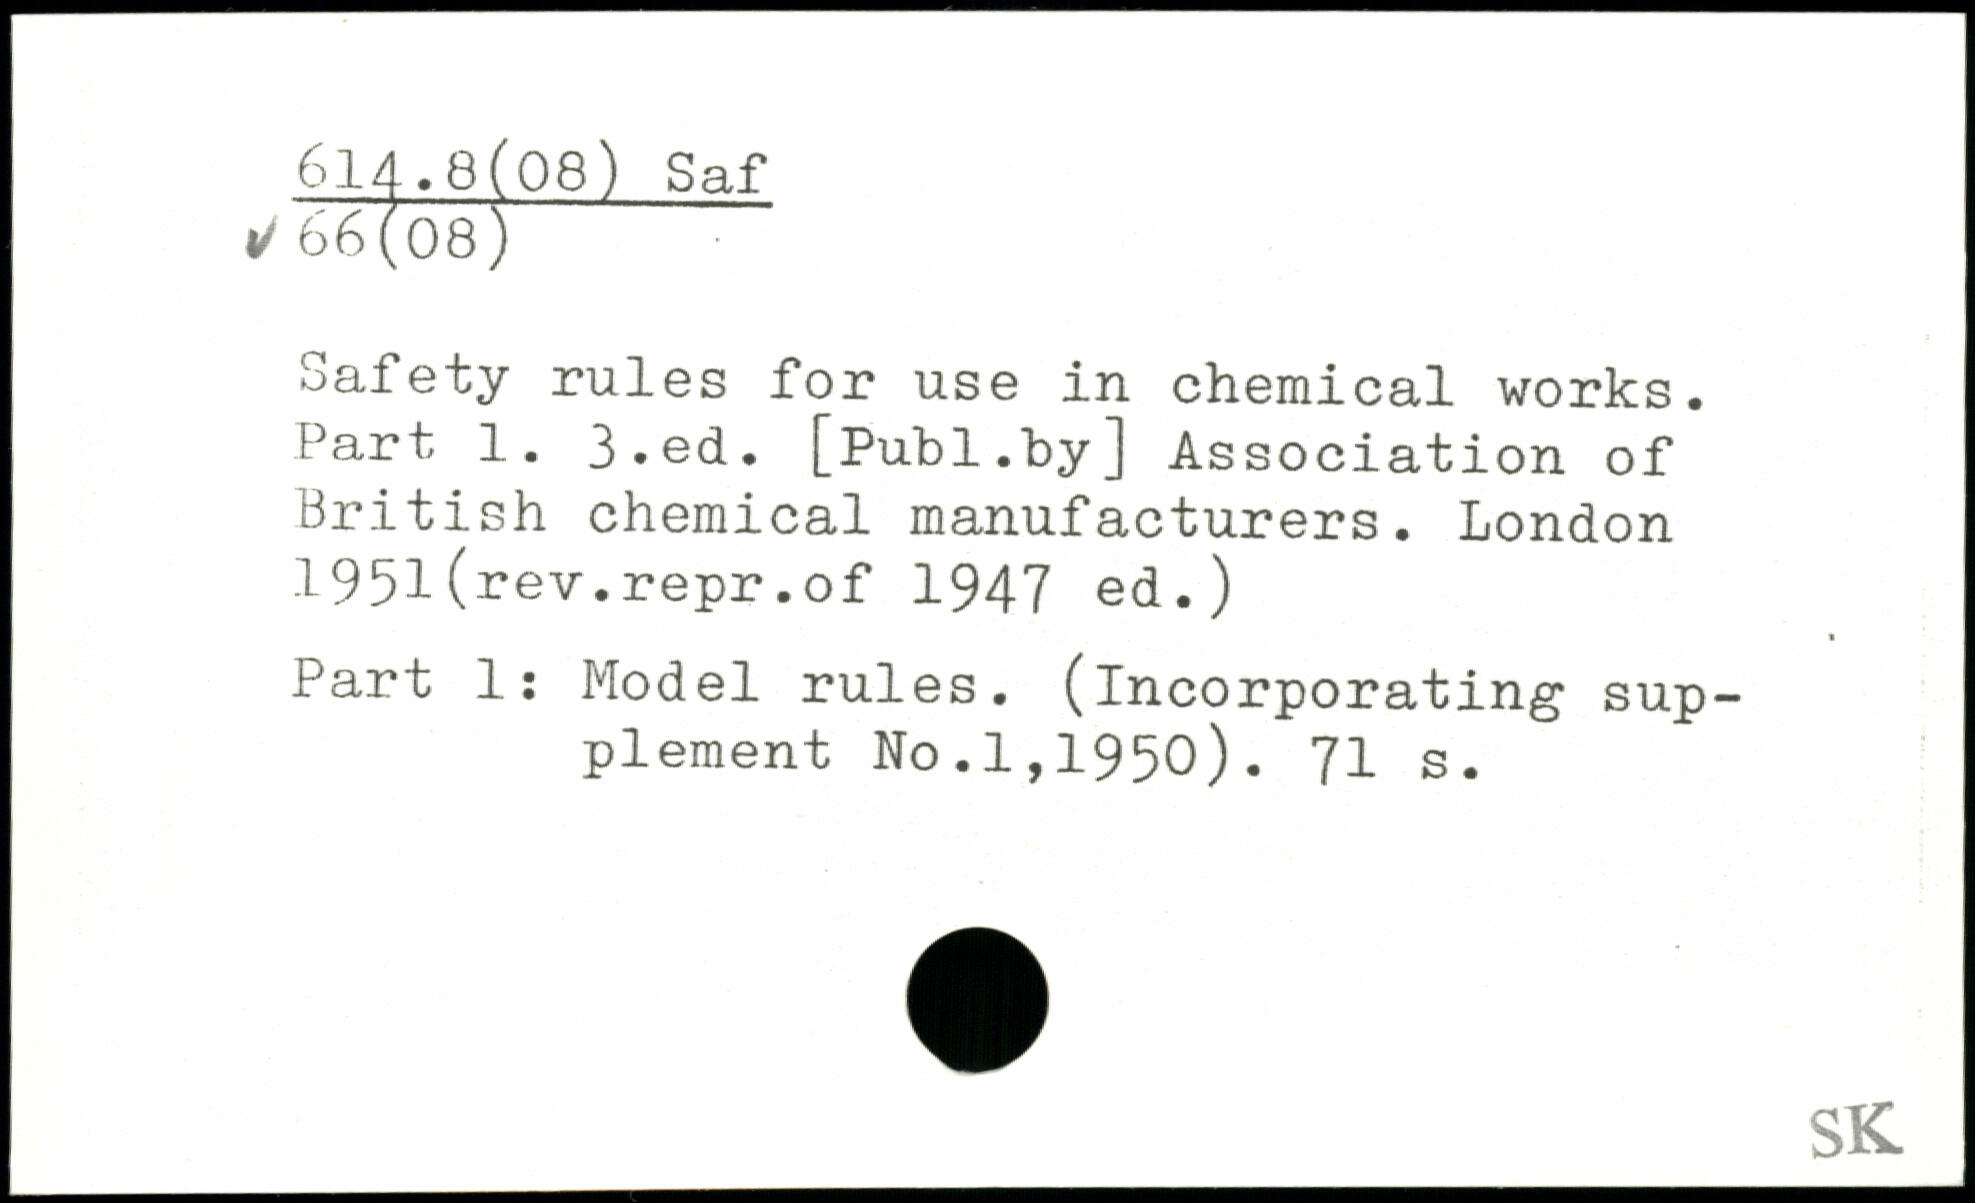 614.8(08) Saf
✓ 66(08)
Safety rules for use in chemical works.
Part 1. 3.ed. [Publ.by] Association of
British chemical manufacturers. London
1951(rev.repr.of 1947 ed.)
Part 1: Model rules. (Incorporating sup-
plement No.1,1950). 71 s.
SK